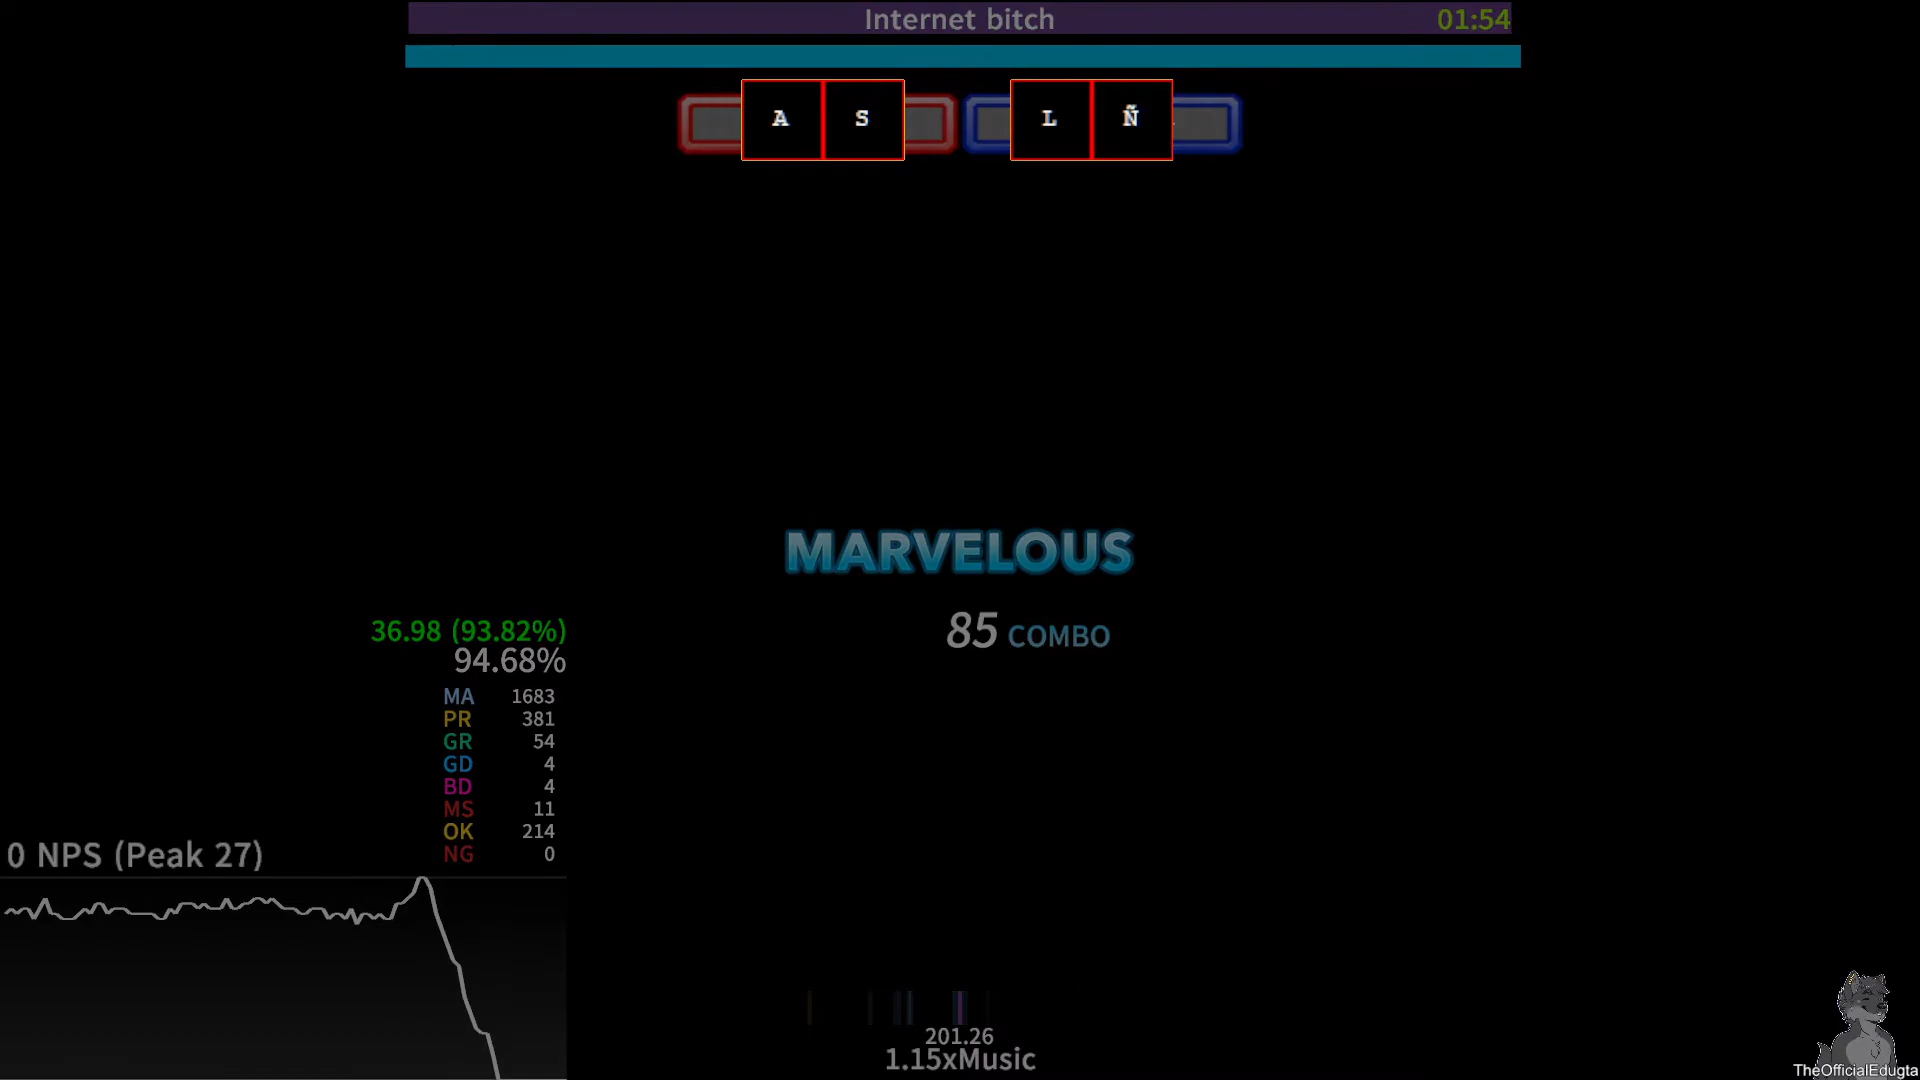 Internet bitch 01:54
A S L Ñ
MARVELOUS
85 COMBO
36.98 (93.82%)
94.68%
MA 1683
PR 381
GR 54
GD 4
BD 4
MS 11
OK 214
NG 0
0 NPS (Peak 27)
201.26
1.15xMusic
TheOfficialEdugta